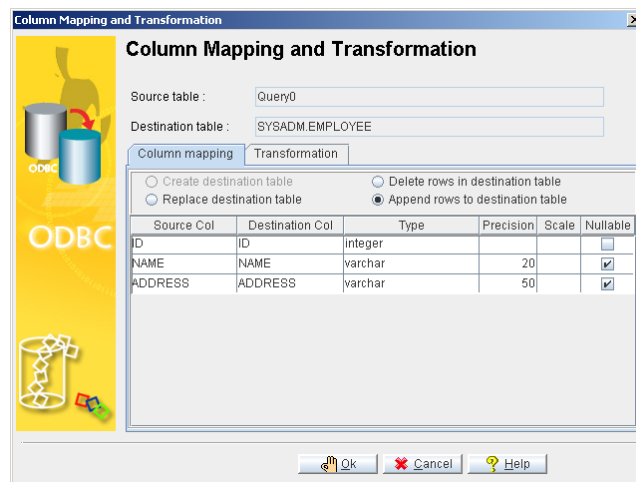 Column Mapping and Transformation
Column Mapping and Transformation
Source table : Query0
Destination table : SYSADM.EMPLOYEE
Column mapping Transformation
Create destination table Delete rows in destination table
Replace destination table Append rows to destination table
Source Col Destination Col Type Precision Scale Nullable
ID ID integer
NAME NAME varchar 20
ADDRESS ADDRESS varchar 50
ODBC
ODBC
Ok Cancel Help